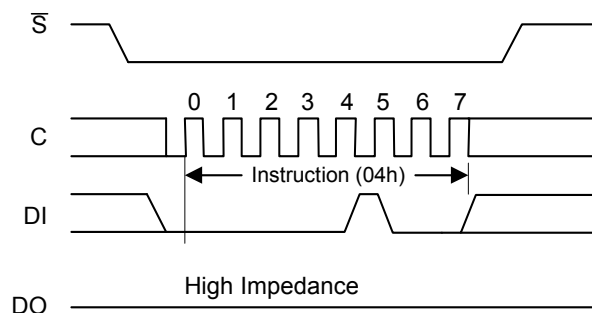 S̅
0 1 2 3 4 5 6 7
C
Instruction (04h)
DI
High Impedance
DO